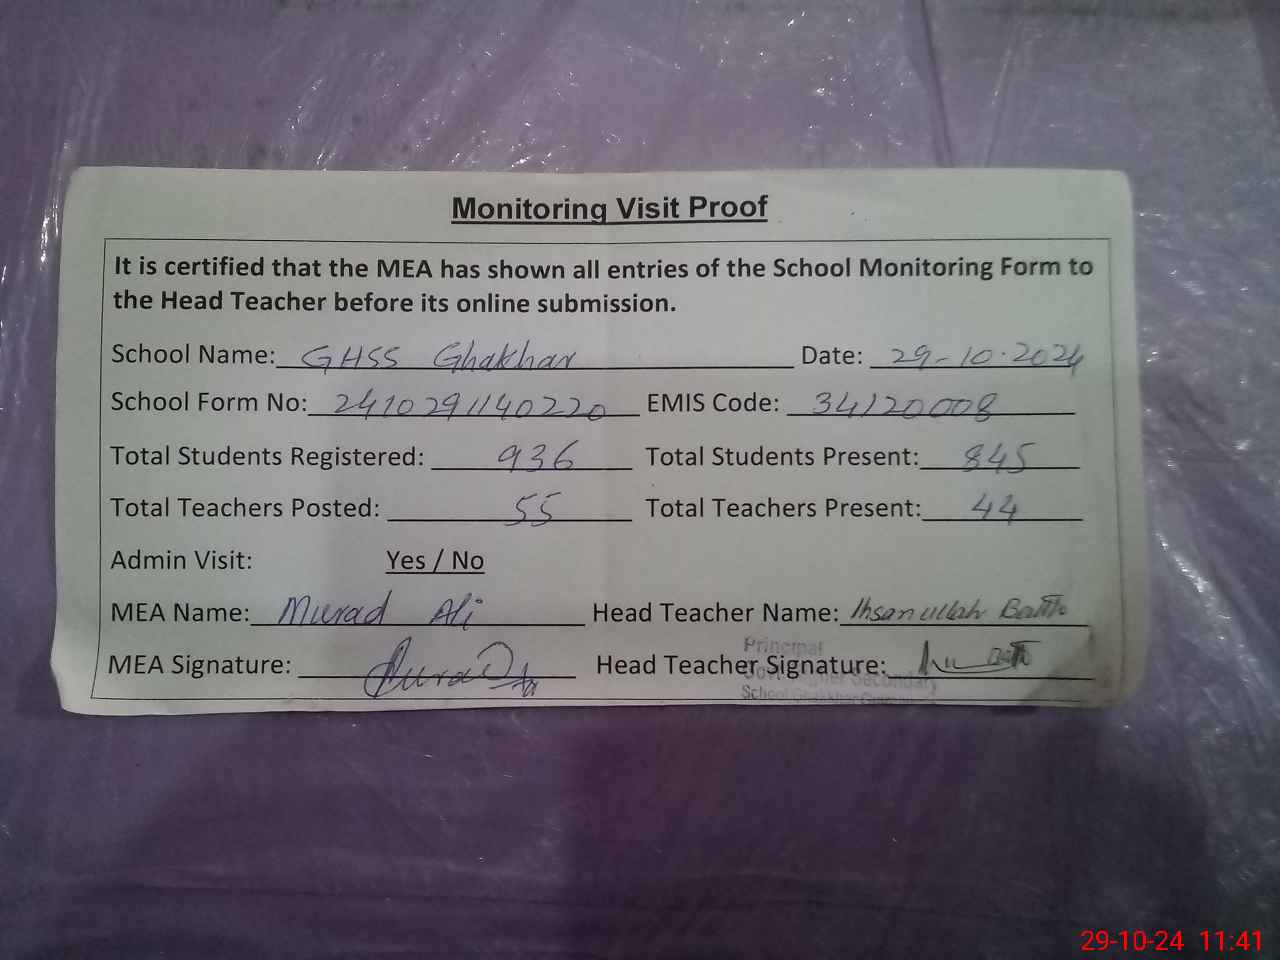 Monitoring Visit Proof
It is certified that the MEA has shown all entries of the School Monitoring Form to
the Head Teacher before its online submission.
School Name: GHSS Ghakhar Date: 29-10-2024
School Form No: 2410291140220 EMIS Code: 34120008
Total Students Registered: 936 Total Students Present: 845
Total Teachers Posted: 55 Total Teachers Present: 44
Admin Visit: Yes / No
MEA Name: Murad Ali Head Teacher Name: Ihsanullah
Principal
MEA Signature: Head Teacher Signature:
Secondary
School Ghakhar
29-10-24 11:41